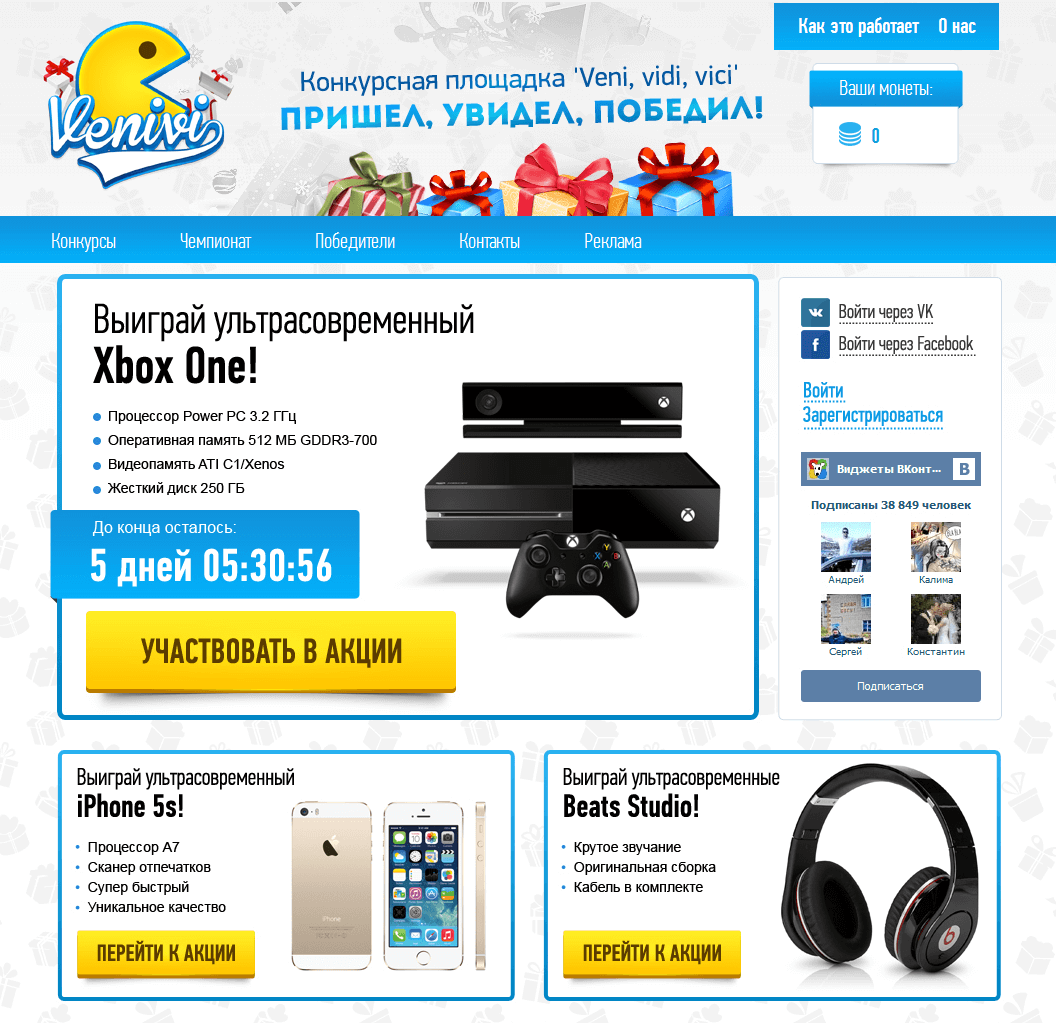 Как это работает О нас
Venivi
Конкурсная площадка 'Veni, vidi, vici'
ПРИШЕЛ, УВИДЕЛ, ПОБЕДИЛ!
Ваши монеты:
0
Конкурсы Чемпионат Победители Контакты Реклама
Выиграй ультрасовременный
Xbox One!
Процессор Power PC 3.2 ГГц
Оперативная память 512 МБ GDDR3-700
Видеопамять ATI C1/Xenos
Жесткий диск 250 ГБ
До конца осталось:
5 дней 05:30:56
УЧАСТВОВАТЬ В АКЦИИ
Войти через VK
Войти через Facebook
Войти
Зарегистрироваться
Виджеты ВКонт... B
Подписаны 38 849 человек
Андрей Калима
Сергей Константин
Подписаться
Выиграй ультрасовременный
iPhone 5s!
Процессор А7
Сканер отпечатков
Супер быстрый
Уникальное качество
ПЕРЕЙТИ К АКЦИИ
iPhone
Выиграй ультрасовременные
Beats Studio!
Крутое звучание
Оригинальная сборка
Кабель в комплекте
ПЕРЕЙТИ К АКЦИИ